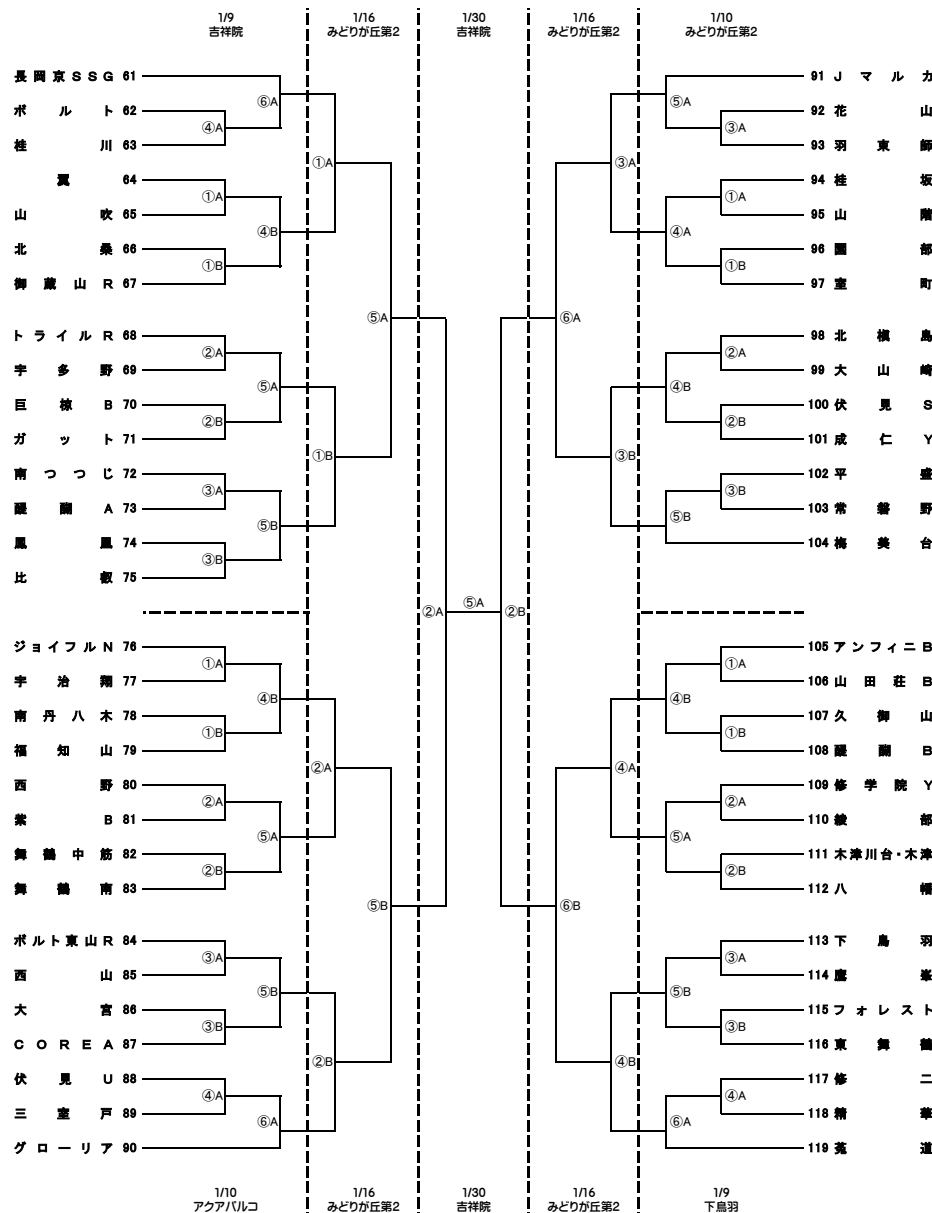 1/9 1/16 1/30 1/16 1/10
吉祥院 みどりが丘第2 吉祥院 みどりが丘第2 みどりが丘第2
長岡京SSG 61
ボルト 62
桂川 63
翼 64
山吹 65
北桑 66
御蔵山R 67
トライルR 68
宇多野 69
巨椋B 70
ガット 71
南つつじ 72
醍醐A 73
鳳凰 74
比叡 75
ジョイフルN 76
宇治翔 77
南丹八木 78
福知山 79
西野 80
紫B 81
舞鶴中筋 82
舞鶴南 83
ボルト東山R 84
西山 85
大宮 86
COREA 87
伏見U 88
三室戸 89
グローリア 90
⑥A
④A
①A
④B
①B
②A
⑤A
②B
③A
⑤B
③B
①A
④B
①B
②A
⑤A
②B
③A
⑤B
③B
④A
⑥A
①A
①B
②A
②B
⑤A
⑤B
②A
⑤A
②B
⑥A
⑥B
③A
③B
④A
④B
⑤A
③A
①A
④A
①B
②A
④B
②B
③B
⑤B
①A
④B
①B
②A
⑤A
②B
③A
⑤B
③B
④A
⑥A
91 Jマルカ
92 花山
93 羽束師
94 桂坂
95 山階
96 園部
97 室町
98 北槇島
99 大山崎
100 伏見S
101 成仁Y
102 平盛
103 常磐野
104 梅美台
105 アンフィニB
106 山田荘B
107 久御山
108 醍醐B
109 修学院Y
110 綾部
111 木津川台・木津
112 八幡
113 下鳥羽
114 鷹峯
115 フォレスト
116 東舞鶴
117 修二
118 精華
119 菟道
1/10 1/16 1/30 1/16 1/9
アクアパルコ みどりが丘第2 吉祥院 みどりが丘第2 下鳥羽